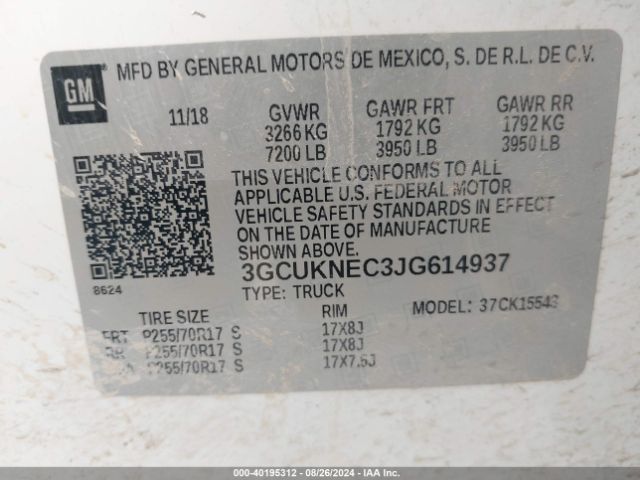 GM MFD BY GENERAL MOTORS DE MEXICO, S. DE R.L. DE C.V.
11/18 GVWR GAWR FRT GAWR RR
3266 KG 1792 KG 1792 KG
7200 LB 3950 LB 3950 LB
THIS VEHICLE CONFORMS TO ALL
APPLICABLE U.S. FEDERAL MOTOR
VEHICLE SAFETY STANDARDS IN EFFECT
ON THE DATE OF MANUFACTURE
SHOWN ABOVE.
3GCUKNEC3JG614937
8624 TYPE: TRUCK
MODEL: 37CK15543
TIRE SIZE RIM
FRT P255/70R17 S 17X8J
RR P255/70R17 S 17X8J
P255/70R17 S 17X7.5J
000-40195312 - 08/26/2024 - IAA Inc.